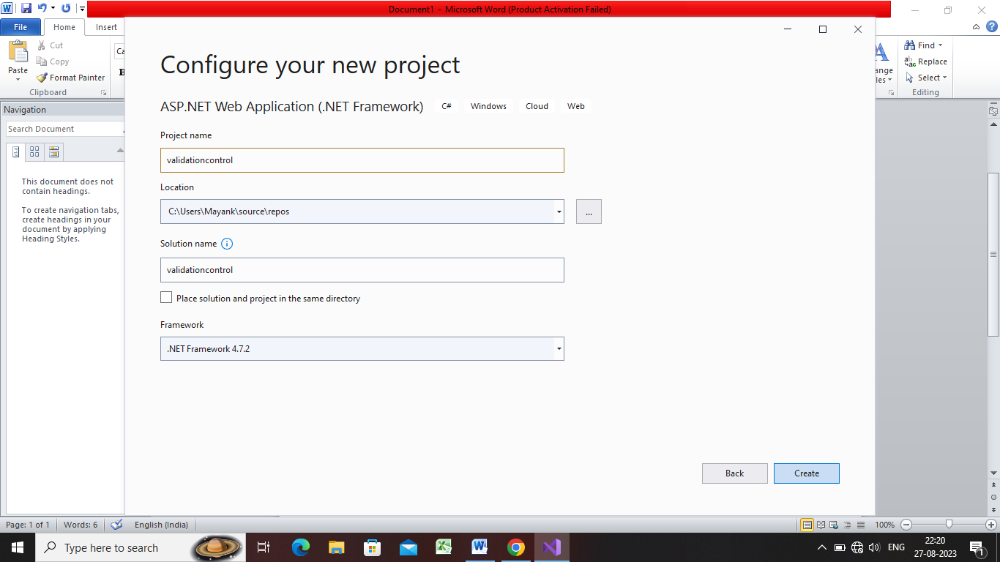 Document1 - Microsoft Word (Product Activation Failed)
File
Home
Insert
Paste
Cut
Copy
Format Painter
Clipboard
Ca
B
ange
les
Find
Replace
Select
Editing
Navigation
Search Document
This document does not
contain headings.
To create navigation tabs,
create headings in your
document by applying
Heading Styles.
Configure your new project
ASP.NET Web Application (.NET Framework) C# Windows Cloud Web
Project name
validationcontrol
Location
C:\Users\Mayank\source\repos
...
Solution name
validationcontrol
Place solution and project in the same directory
Framework
.NET Framework 4.7.2
Back
Create
Page: 1 of 1
Words: 6
English (India)
100%
Type here to search
ENG
22:20
27-08-2023
1